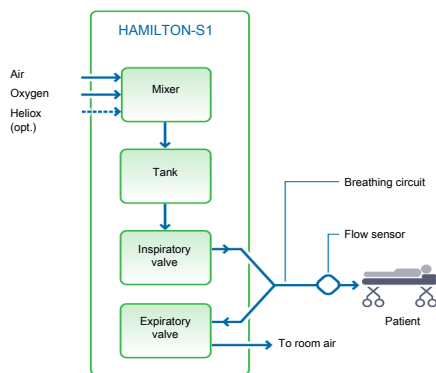 HAMILTON-S1
Air
Oxygen
Heliox
(opt.)
Mixer
Tank
Breathing circuit
Flow sensor
Inspiratory
valve
Expiratory
valve
Patient
To room air